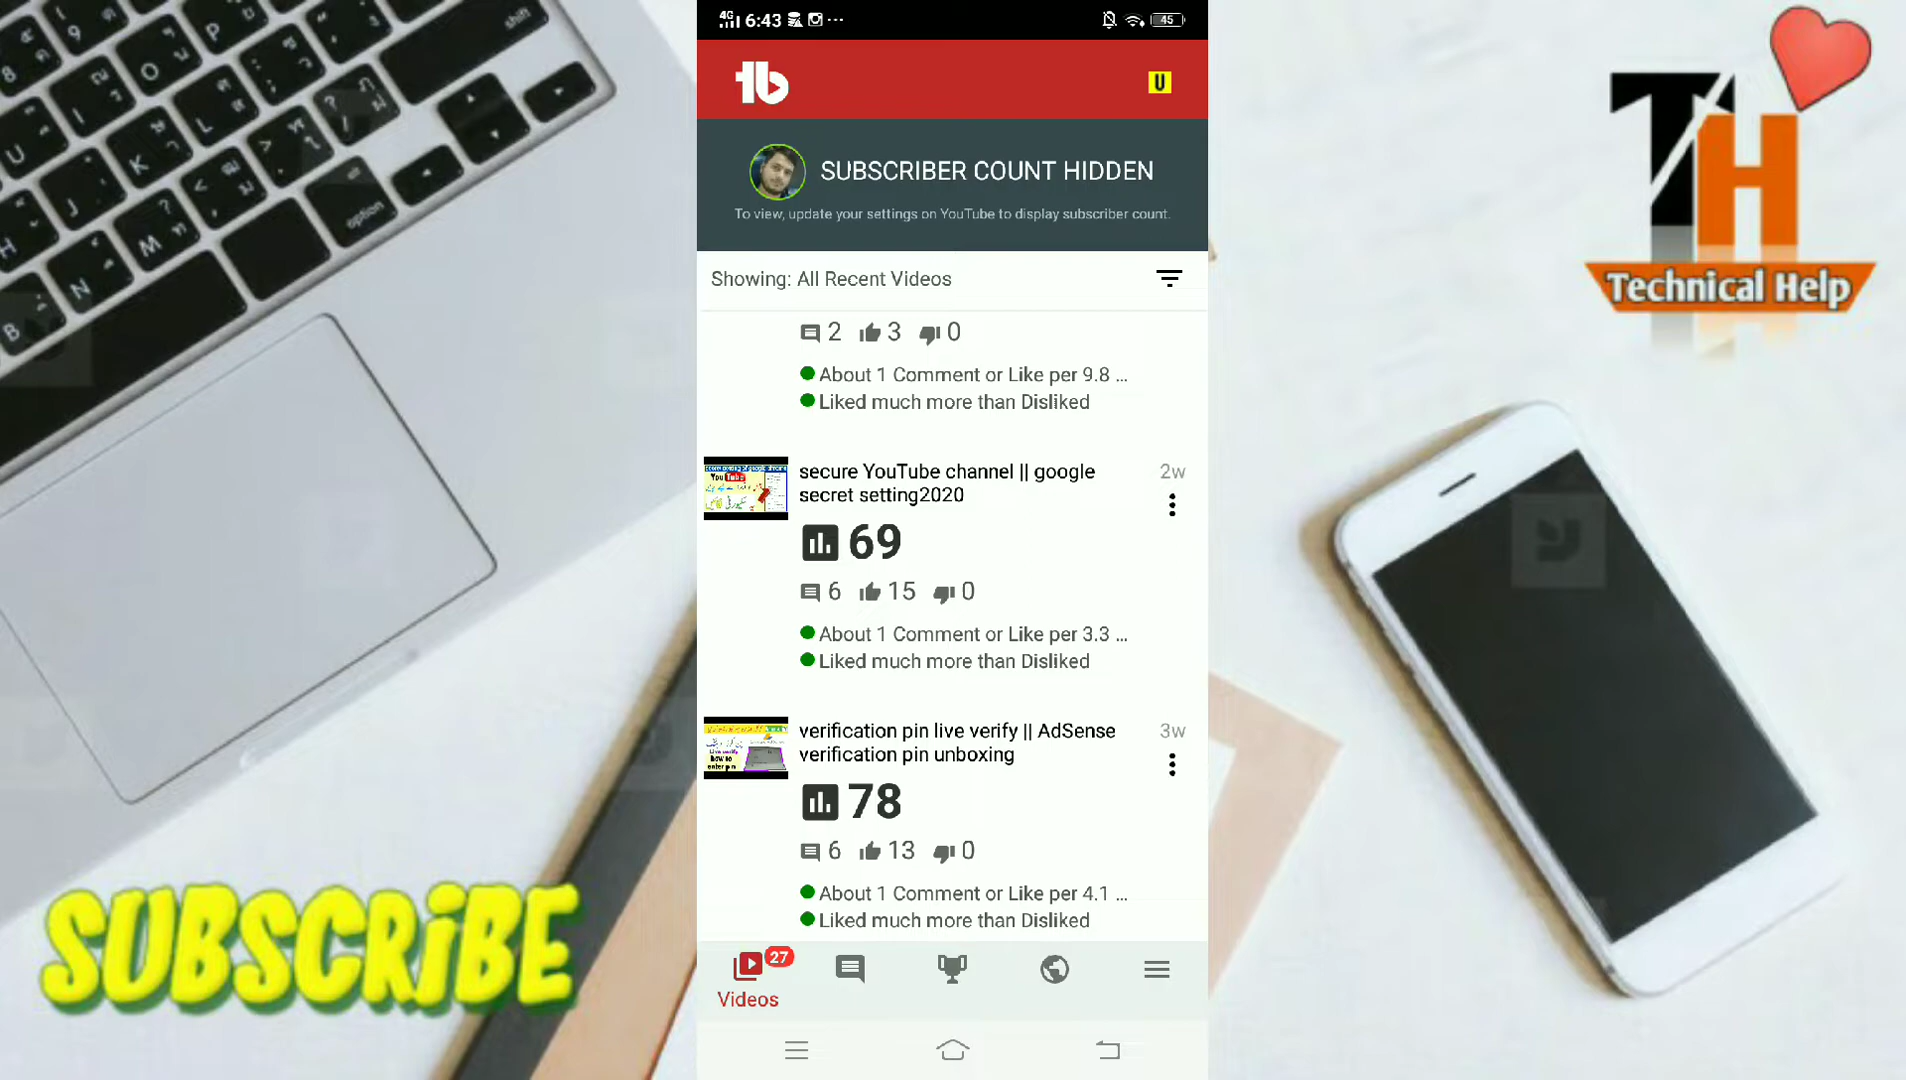 4G 6:43 ... 45
U
SUBSCRIBER COUNT HIDDEN
To view, update your settings on YouTube to display subscriber count.
Showing: All Recent Videos
2 3 0
About 1 Comment or Like per 9.8 ...
Liked much more than Disliked
secure YouTube channel || google 2w
secret setting2020
69
6 15 0
About 1 Comment or Like per 3.3 ...
Liked much more than Disliked
verification pin live verify || AdSense 3w
verification pin unboxing
78
6 13 0
About 1 Comment or Like per 4.1 ...
Liked much more than Disliked
27
Videos
TH
Technical Help
SUBSCRiBE
shift
option